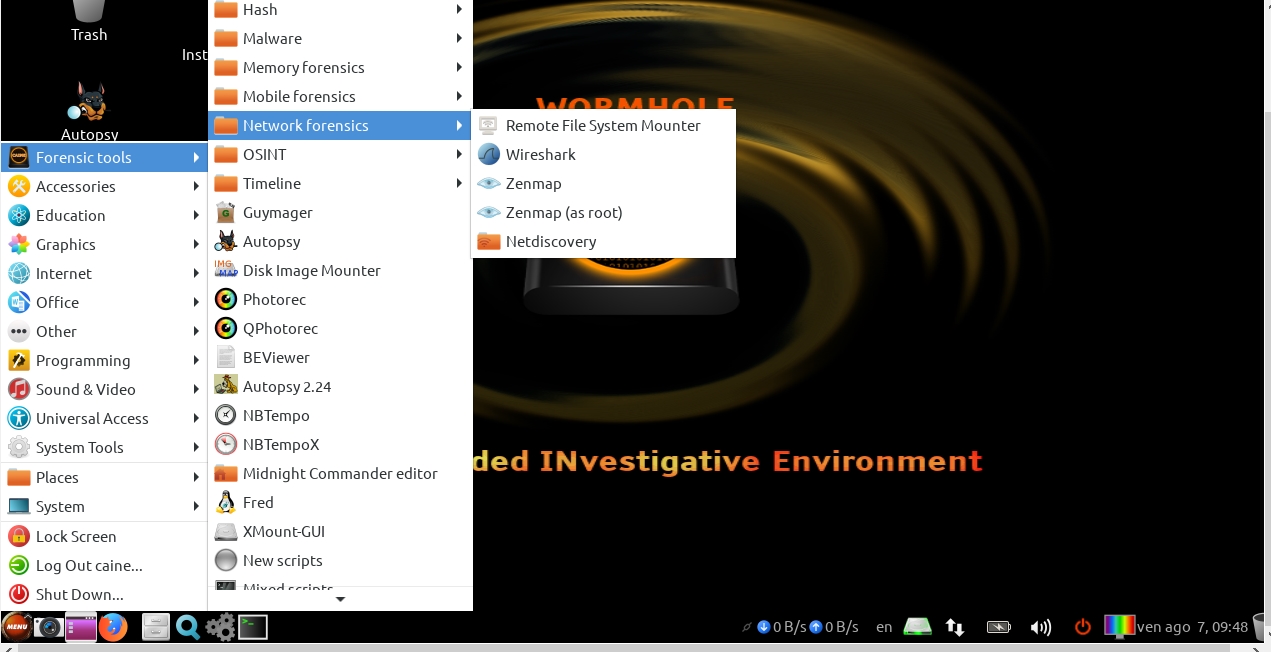 Trash
Inst
Autopsy
Forensic tools
Accessories
Education
Graphics
Internet
Office
Other
Programming
Sound & Video
Universal Access
System Tools
Places
System
Lock Screen
Log Out caine...
Shut Down...
Hash
Malware
Memory forensics
Mobile forensics
Network forensics
OSINT
Timeline
Guymager
Autopsy
Disk Image Mounter
Photorec
QPhotorec
BEViewer
Autopsy 2.24
NBTempo
NBTempoX
Midnight Commander editor
Fred
XMount-GUI
New scripts
Mixed scripts
Remote File System Mounter
Wireshark
Zenmap
Zenmap (as root)
Netdiscovery
WORMHOLE
ded INvestigative Environment
MENU
0 B/s 0 B/s en ven ago 7, 09:48